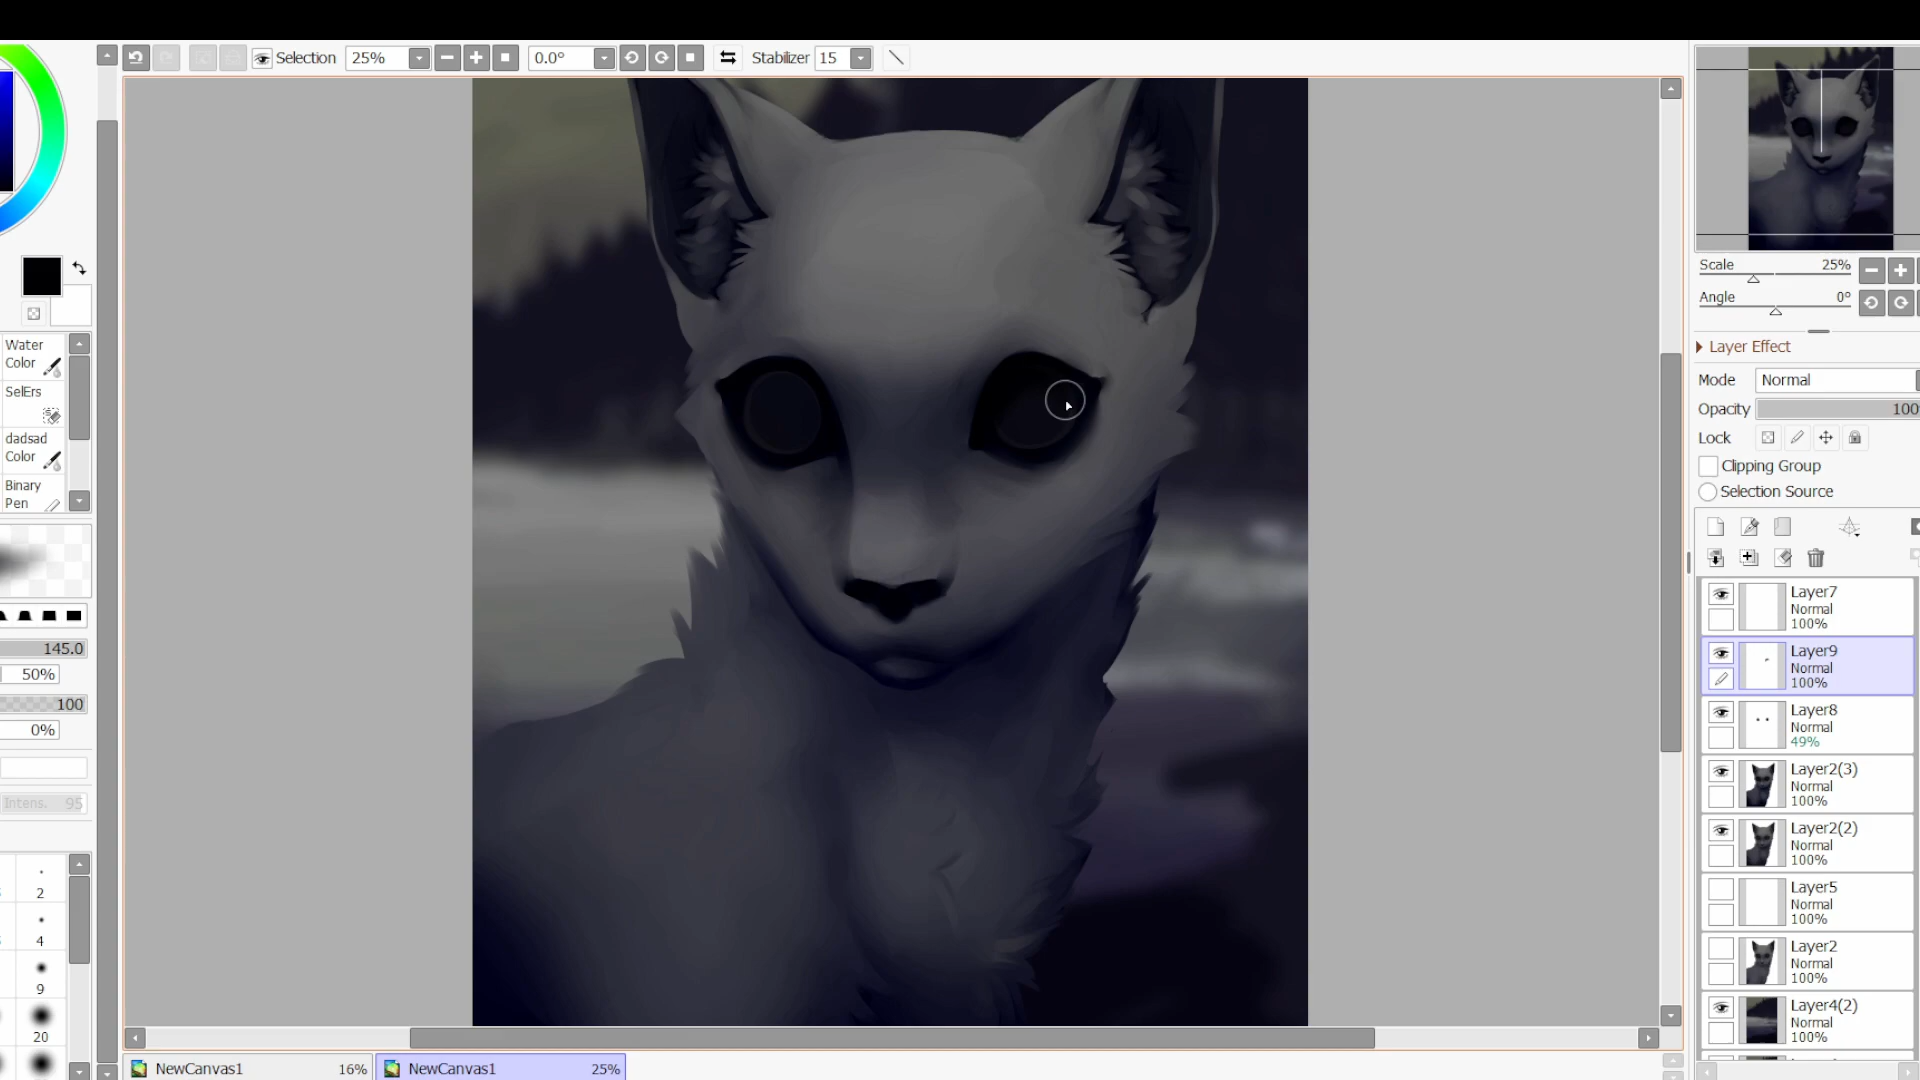 Selection 25% 0.0° Stabilizer 15
Scale 25%
Angle 0°
Layer Effect
Mode Normal
Opacity 100
Lock
Clipping Group
Selection Source
Water
Color
SelErs
dadsad
Color
Binary
Pen
145.0
50%
100
0%
Intens. 95
2
4
9
20
Layer7
Normal
100%
Layer9
Normal
100%
Layer8
Normal
49%
Layer2(3)
Normal
100%
Layer2(2)
Normal
100%
Layer5
Normal
100%
Layer2
Normal
100%
Layer4(2)
Normal
100%
NewCanvas1 16% NewCanvas1 25%